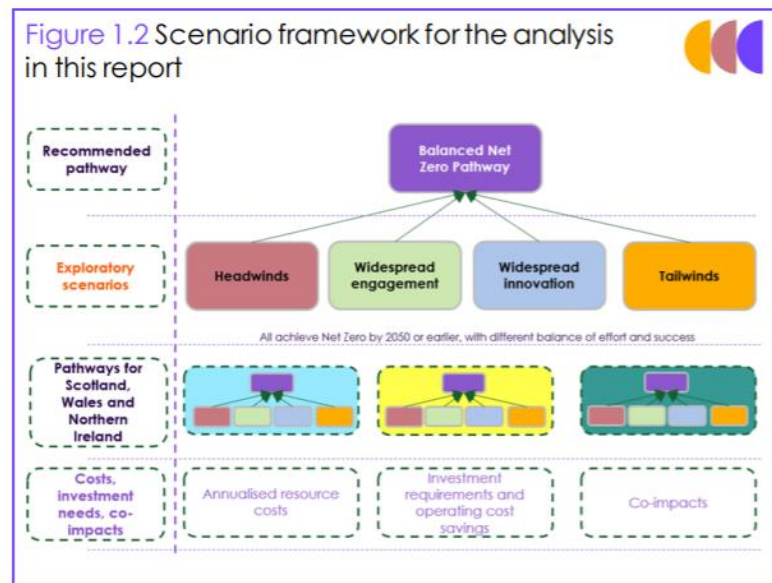 Figure 1.2 Scenario framework for the analysis
in this report
Recommended
pathway
Balanced Net
Zero Pathway
Exploratory
scenarios
Headwinds
Widespread
engagement
Widespread
innovation
Tailwinds
All achieve Net Zero by 2050 or earlier, with different balance of effort and success
Pathways for
Scotland,
Wales and
Northern
Ireland
Costs,
investment
needs, co-
impacts
Annualised resource
costs
Investment
requirements and
operating cost
savings
Co-impacts